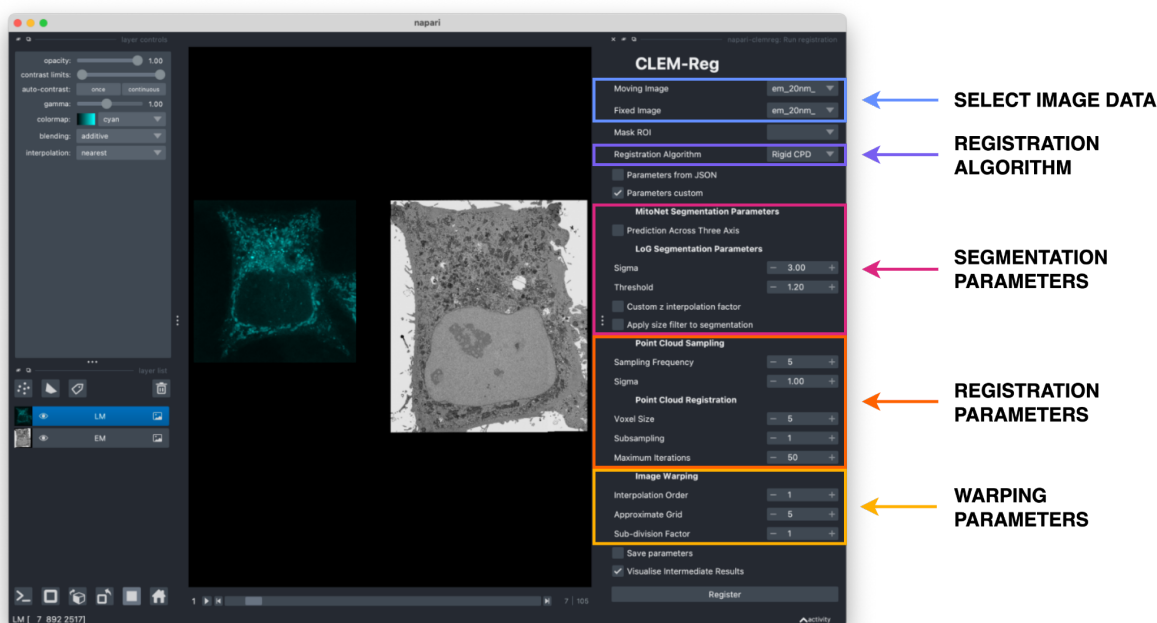 napari
layer controls
opacity: 1.00
contrast limits:
auto-contrast: once continuous
gamma: 1.00
colormap: cyan
blending: additive
interpolation: nearest
layer list
LM
EM
1 7 | 105
LM [ 7 892 2517]
napari-clemreg: Run registration
CLEM-Reg
Moving Image em_20nm_
Fixed Image em_20nm_
Mask ROI
Registration Algorithm Rigid CPD
Parameters from JSON
Parameters custom
MitoNet Segmentation Parameters
Prediction Across Three Axis
LoG Segmentation Parameters
Sigma − 3.00 +
Threshold − 1.20 +
Custom z interpolation factor
Apply size filter to segmentation
Point Cloud Sampling
Sampling Frequency − 5 +
Sigma − 1.00 +
Point Cloud Registration
Voxel Size − 5 +
Subsampling − 1 +
Maximum Iterations − 50 +
Image Warping
Interpolation Order − 1 +
Approximate Grid − 5 +
Sub-division Factor − 1 +
Save parameters
Visualise Intermediate Results
Register
activity
SELECT IMAGE DATA
REGISTRATION
ALGORITHM
SEGMENTATION
PARAMETERS
REGISTRATION
PARAMETERS
WARPING
PARAMETERS